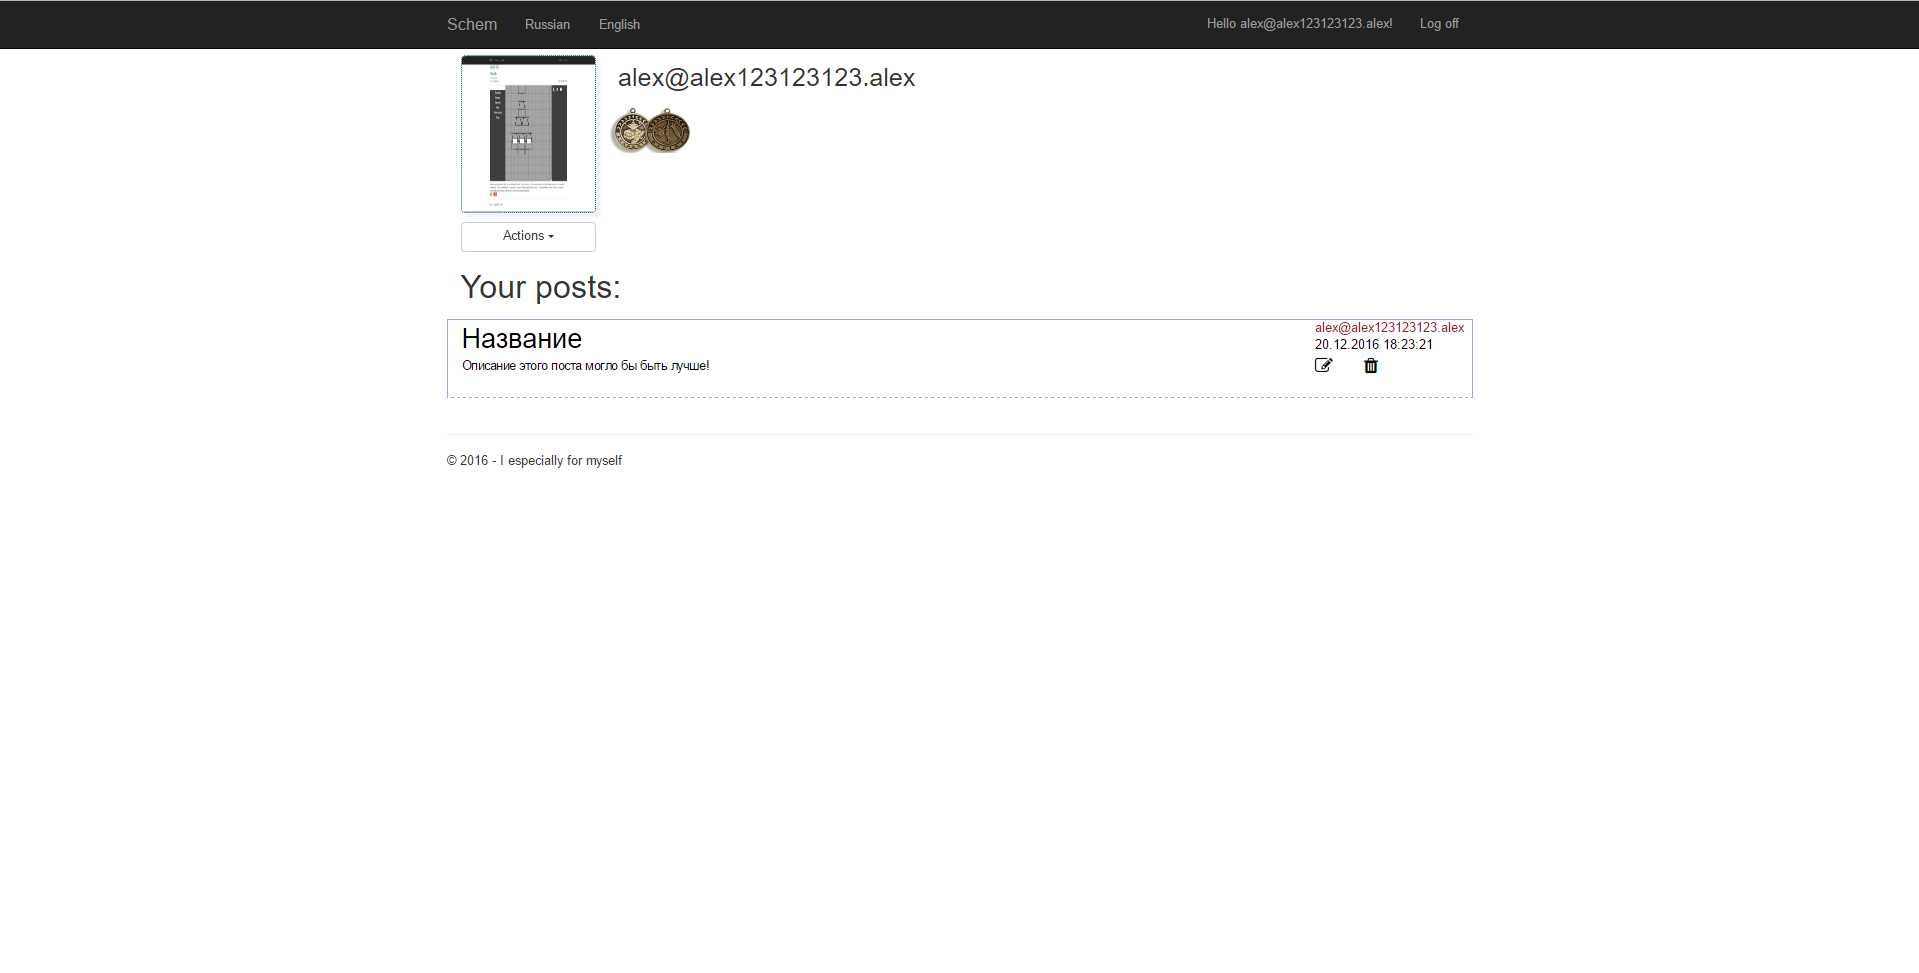 Schem Russian English Hello alex@alex123123123.alex! Log off
alex@alex123123123.alex
Actions
Your posts:
Название
alex@alex123123123.alex
20.12.2016 18:23:21
Описание этого поста могло бы быть лучше!
© 2016 - I especially for myself